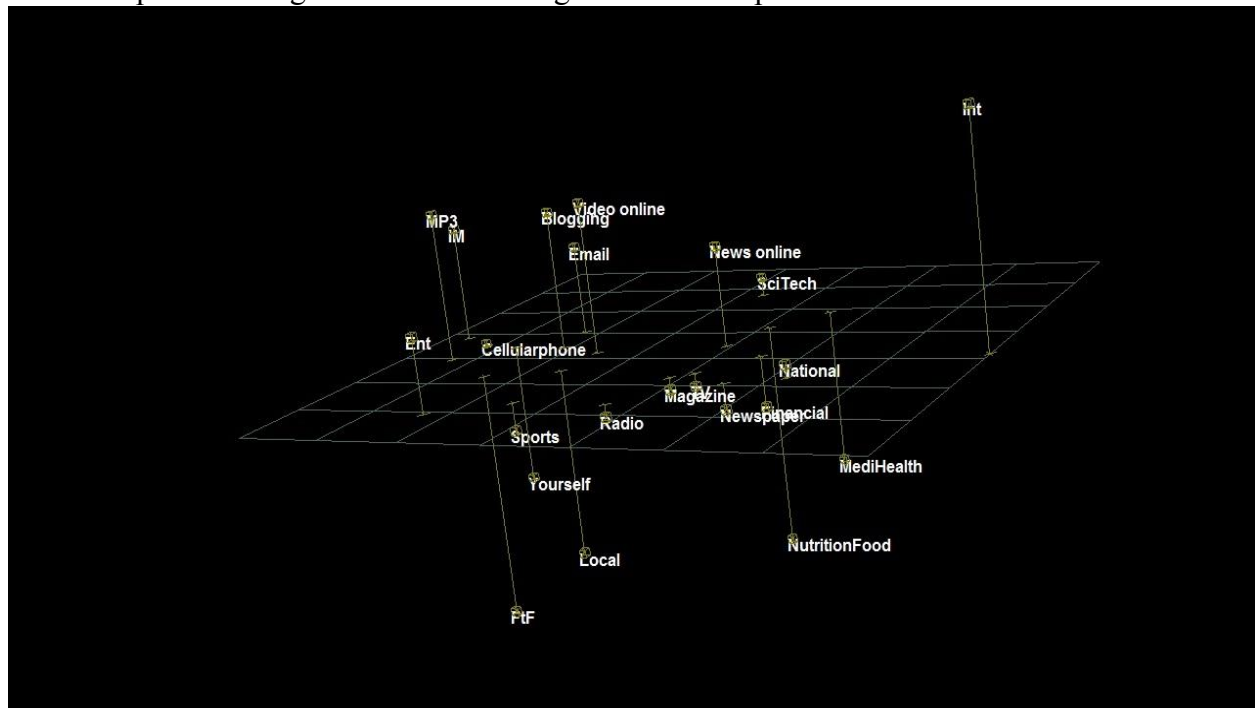 Int
Video online
Blogging
MP3
IM
Email
News online
SciTech
Ent
Cellularphone
National
Magazine
TV
Financial
Newspaper
Radio
Sports
MediHealth
Yourself
NutritionFood
Local
FtF